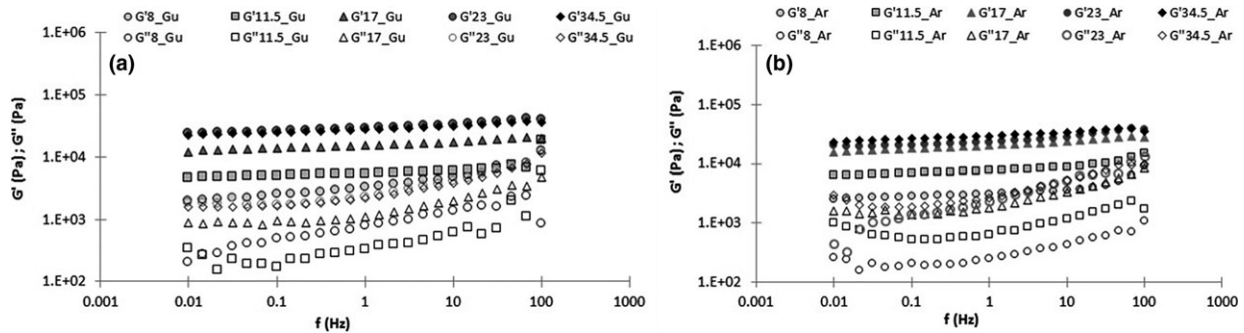 G'8_Gu G'11.5_Gu G'17_Gu G'23_Gu G'34.5_Gu
G''8_Gu G''11.5_Gu G''17_Gu G''23_Gu G''34.5_Gu
(a)
G' (Pa) ; G'' (Pa)
1.E+06
1.E+05
1.E+04
1.E+03
1.E+02
0.001 0.01 0.1 1 10 100 1000
f (Hz)
G'8_Ar G'11.5_Ar G'17_Ar G'23_Ar G'34.5_Ar
G''8_Ar G''11.5_Ar G''17_Ar G''23_Ar G''34.5_Ar
(b)
G' (Pa) ; G'' (Pa)
1.E+06
1.E+05
1.E+04
1.E+03
1.E+02
0.001 0.01 0.1 1 10 100 1000
f (Hz)